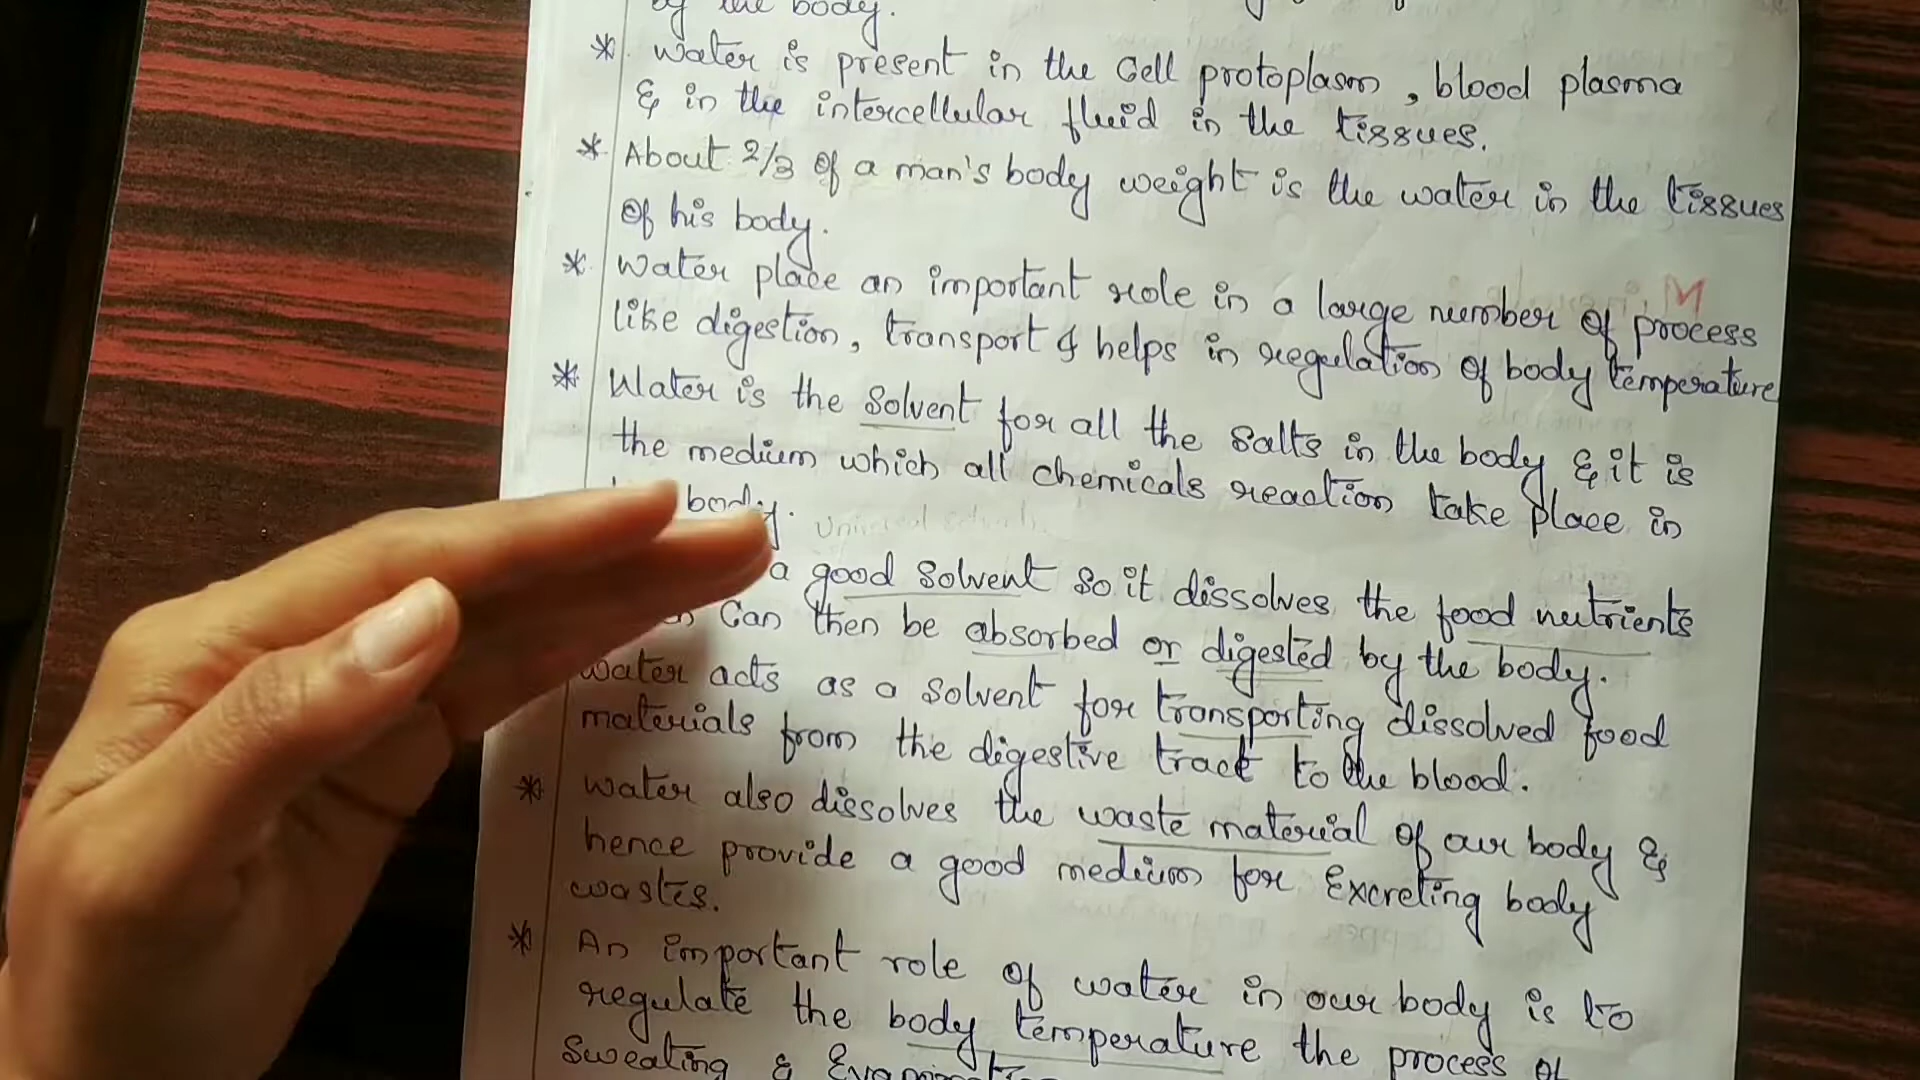 of the body.
* Water is present in the Cell protoplasm, blood plasma
& in the intercellular fluid in the tissues.
* About 2/3 of a man's body weight is the water in the tissues
of his body.
* Water place an important role in a large number of process
like digestion, transport & helps in regulation of body temperature
* Water is the Solvent for all the Salts in the body & it is
the medium which all chemicals reaction take place in
body.
a good Solvent So it dissolves the food nutrients
Can then be absorbed or digested by the body.
Water acts as a Solvent for transporting dissolved food
materials from the digestive tract to the blood.
* Water also dissolves the waste material of our body &
hence provide a good medium for Excreting body
wastes.
* An important role of water in our body is to
regulate the body temperature the process of
Sweating &
M